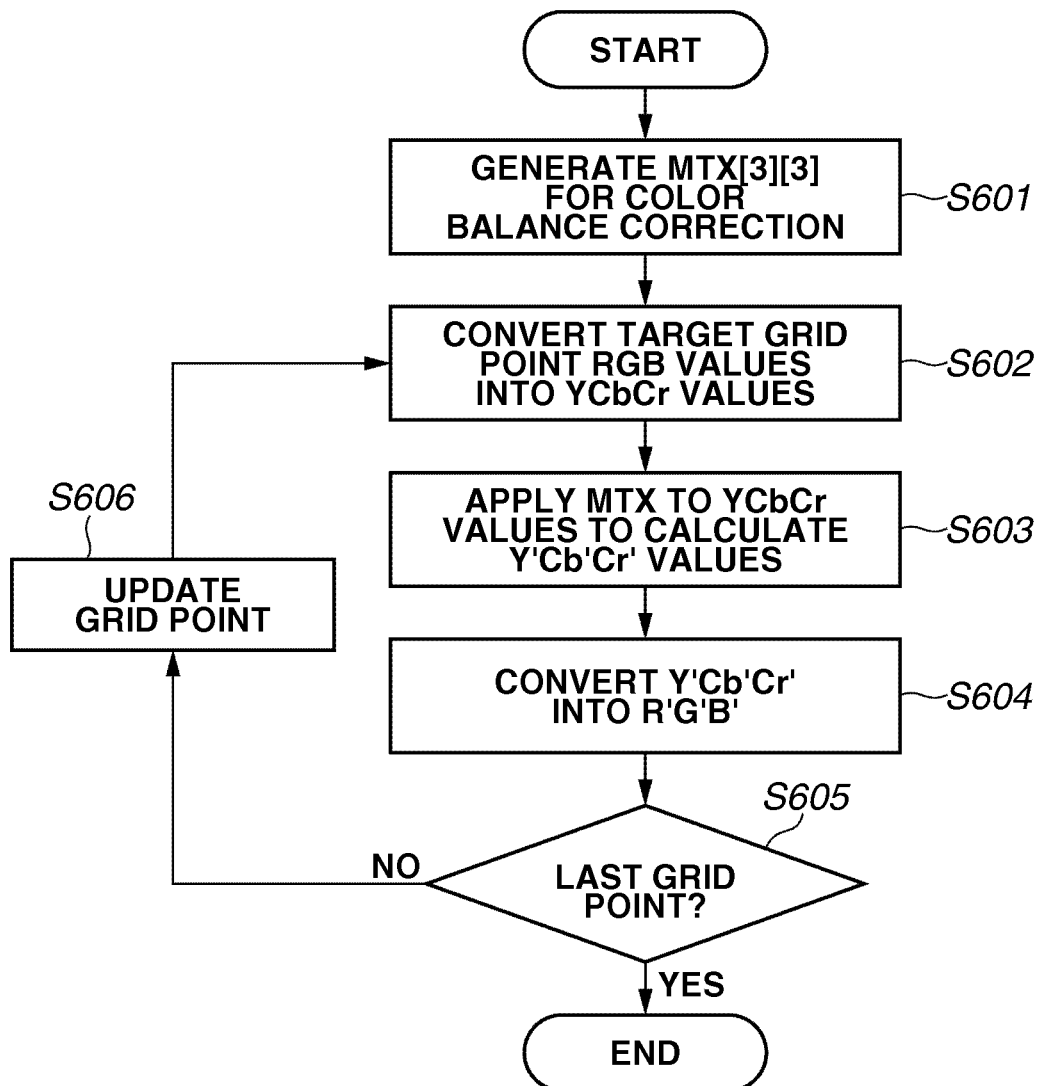 START
GENERATE MTX[3][3]
FOR COLOR
BALANCE CORRECTION
S601
CONVERT TARGET GRID
POINT RGB VALUES
INTO YCbCr VALUES
S602
APPLY MTX TO YCbCr
VALUES TO CALCULATE
Y'Cb'Cr' VALUES
S603
S606
UPDATE
GRID POINT
CONVERT Y'Cb'Cr'
INTO R'G'B'
S604
S605
NO
LAST GRID
POINT?
YES
END